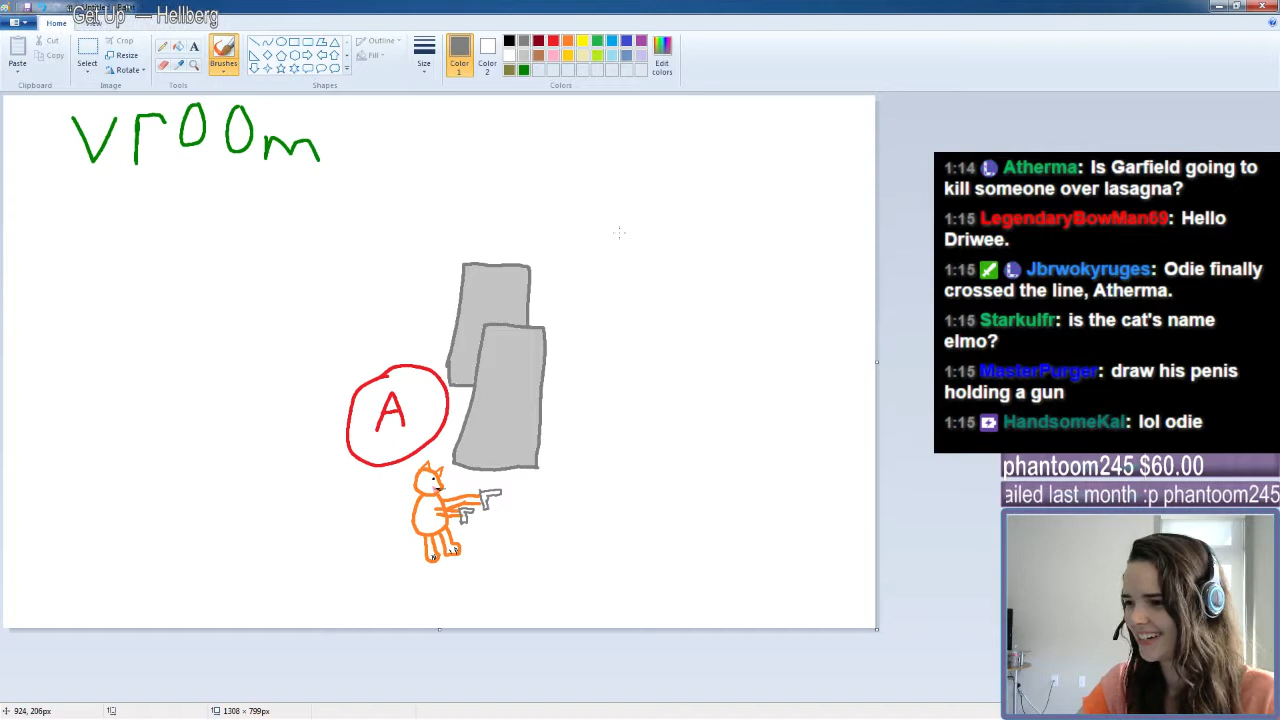 Get Up — Hellberg
Home
Paste
Cut
Copy
Clipboard
Select
Crop
Resize
Rotate
Image
A
Tools
Brushes
Shapes
Outline
Fill
Size
Color 1
Color 2
Edit colors
Colors
vroom
A
1:14 Atherma: Is Garfield going to
kill someone over lasagna?
1:15 LegendaryBowMan69: Hello
Driwee.
1:15 Jbrwokyruges: Odie finally
crossed the line, Atherma.
1:15 Starkulfr: is the cat's name
elmo?
1:15 MasterPurger: draw his penis
holding a gun
1:15 HandsomeKal: lol odie
phantoom245 $60.00
ailed last month :p phantoom245
924, 206px
1308 × 799px